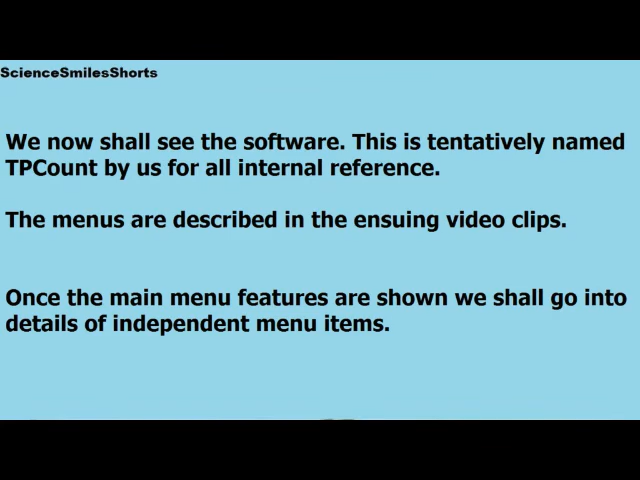 ScienceSmilesShorts
We now shall see the software. This is tentatively named
TPCount by us for all internal reference.
The menus are described in the ensuing video clips.
Once the main menu features are shown we shall go into
details of independent menu items.